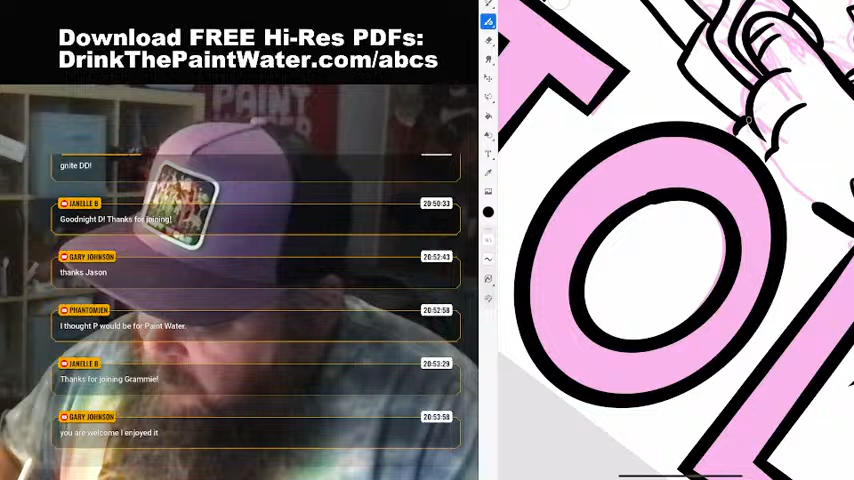 Download FREE Hi-Res PDFs:
DrinkThePaintWater.com/abcs
PAINT
gnite DD!
JANELLE B
20:50:33
Goodnight D! Thanks for joining!
GARY JOHNSON
20:52:43
thanks Jason
PHANTOMJEN
20:52:58
I thought P would be for Paint Water.
JANELLE B
20:53:29
Thanks for joining Grammie!
GARY JOHNSON
20:53:58
you are welcome I enjoyed it
O